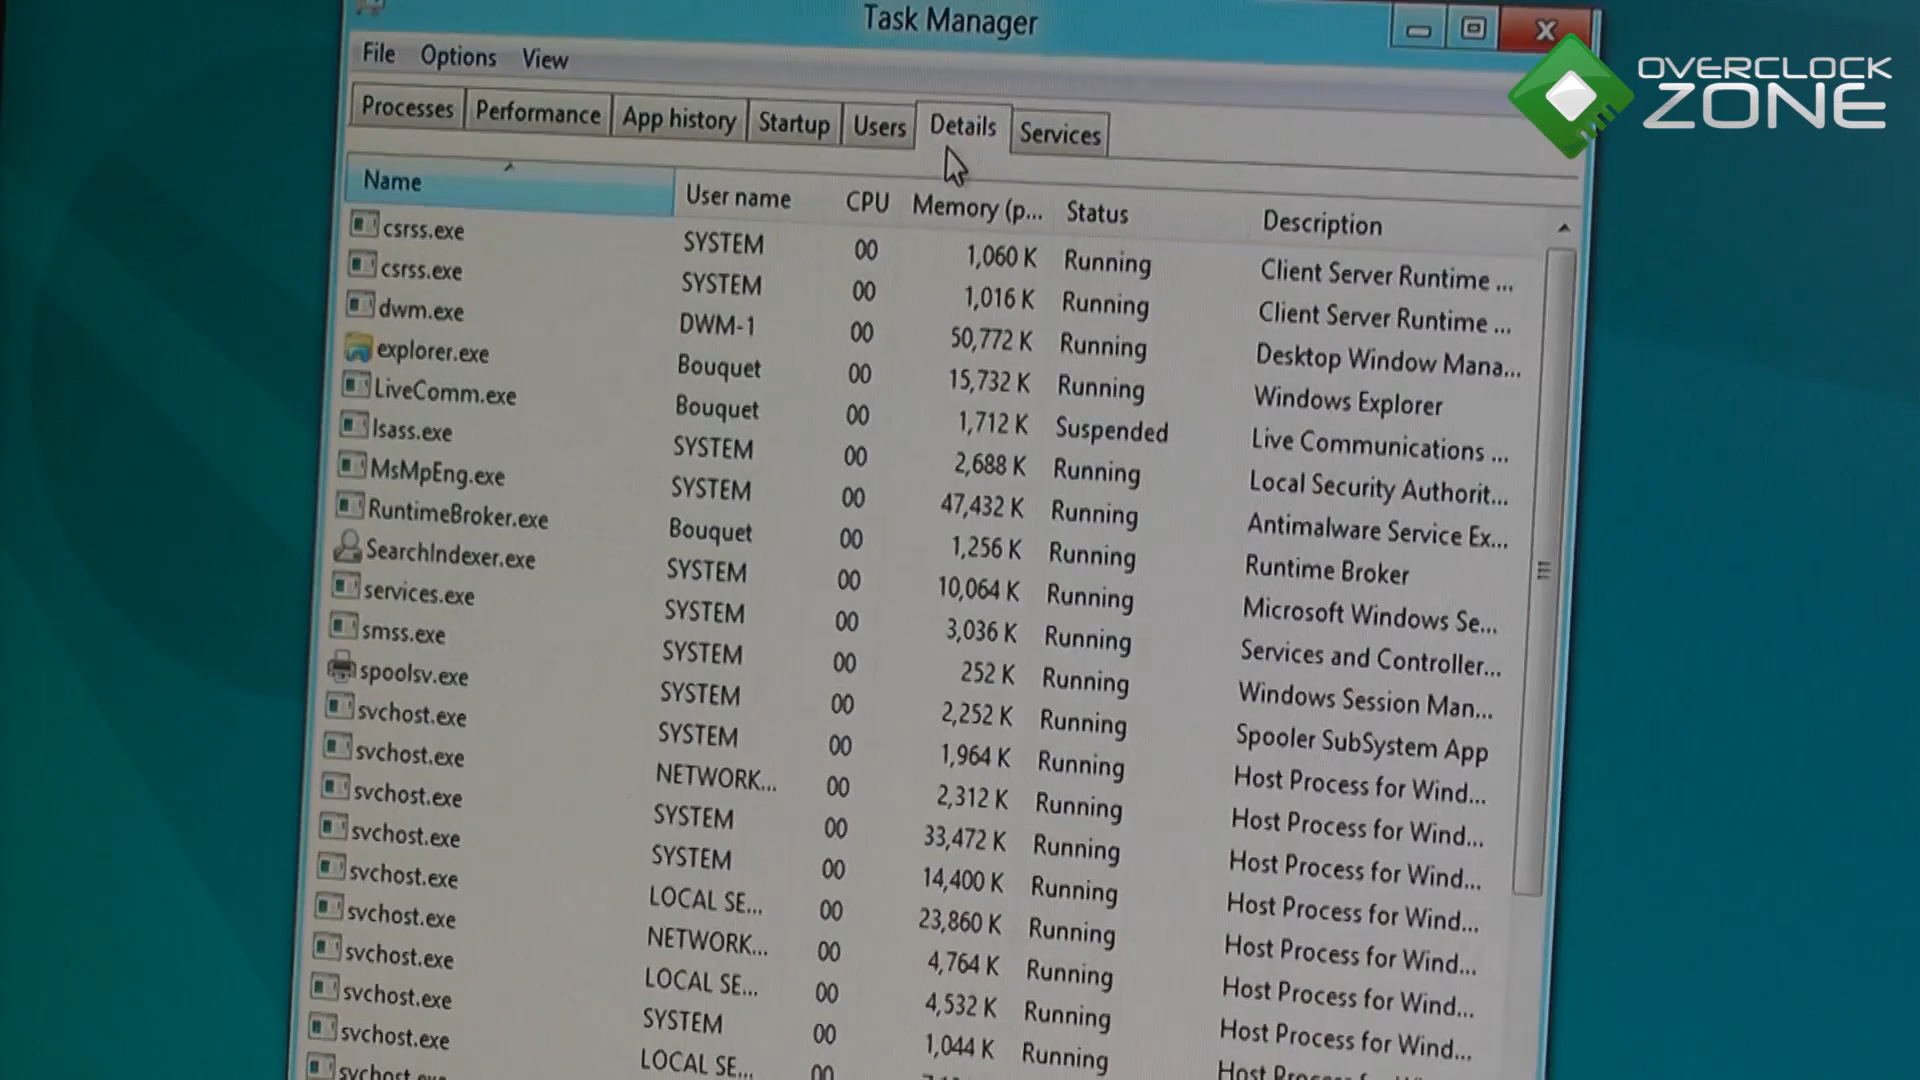 Task Manager
File Options View
Processes Performance App history Startup Users Details Services
OVERCLOCK
ZONE
Name User name CPU Memory (p... Status Description
csrss.exe SYSTEM 00 1,060 K Running Client Server Runtime ...
csrss.exe SYSTEM 00 1,016 K Running Client Server Runtime ...
dwm.exe DWM-1 00 50,772 K Running Desktop Window Mana...
explorer.exe Bouquet 00 15,732 K Running Windows Explorer
LiveComm.exe Bouquet 00 1,712 K Suspended Live Communications ...
lsass.exe SYSTEM 00 2,688 K Running Local Security Authorit...
MsMpEng.exe SYSTEM 00 47,432 K Running Antimalware Service Ex...
RuntimeBroker.exe Bouquet 00 1,256 K Running Runtime Broker
SearchIndexer.exe SYSTEM 00 10,064 K Running Microsoft Windows Se...
services.exe SYSTEM 00 3,036 K Running Services and Controller...
smss.exe SYSTEM 00 252 K Running Windows Session Man...
spoolsv.exe SYSTEM 00 2,252 K Running Spooler SubSystem App
svchost.exe SYSTEM 00 1,964 K Running Host Process for Wind...
svchost.exe NETWORK... 00 2,312 K Running Host Process for Wind...
svchost.exe SYSTEM 00 33,472 K Running Host Process for Wind...
svchost.exe SYSTEM 00 14,400 K Running Host Process for Wind...
svchost.exe LOCAL SE... 00 23,860 K Running Host Process for Wind...
svchost.exe NETWORK... 00 4,764 K Running Host Process for Wind...
svchost.exe LOCAL SE... 00 4,532 K Running Host Process for Wind...
svchost.exe SYSTEM 00 1,044 K Running Host Process for Wind...
svchost.exe LOCAL SE... 00